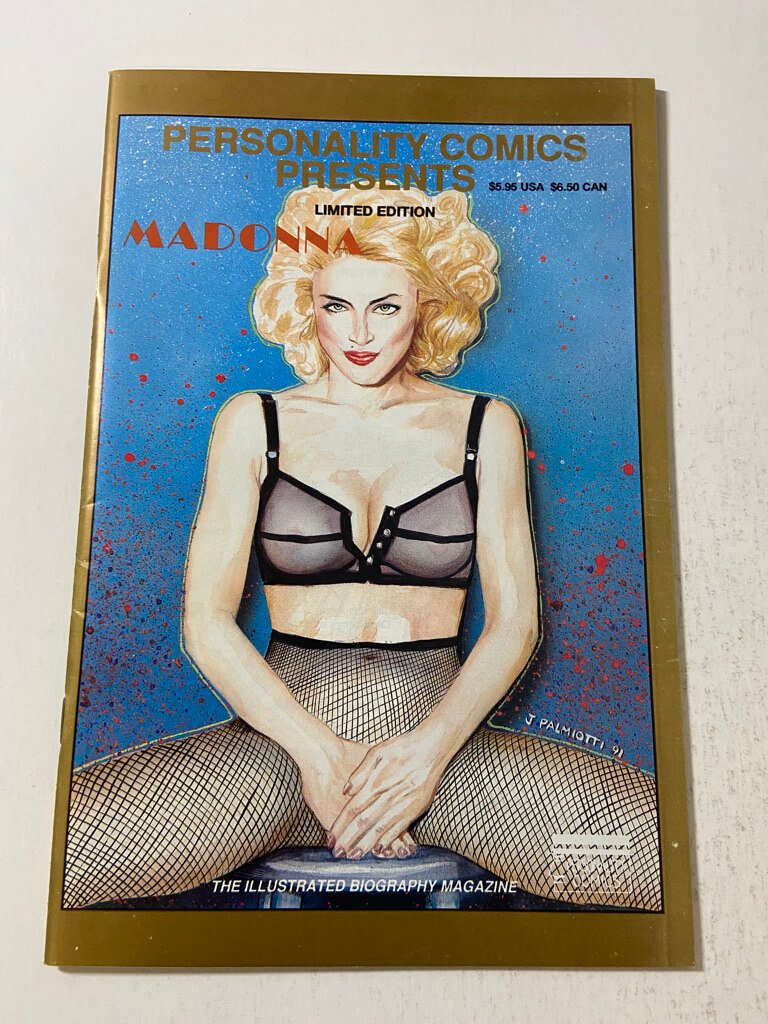 PERSONALITY COMICS
PRESENTS
$5.95 USA $6.50 CAN
LIMITED EDITION
MADONNA
J PALMIOTTI 91
THE ILLUSTRATED BIOGRAPHY MAGAZINE